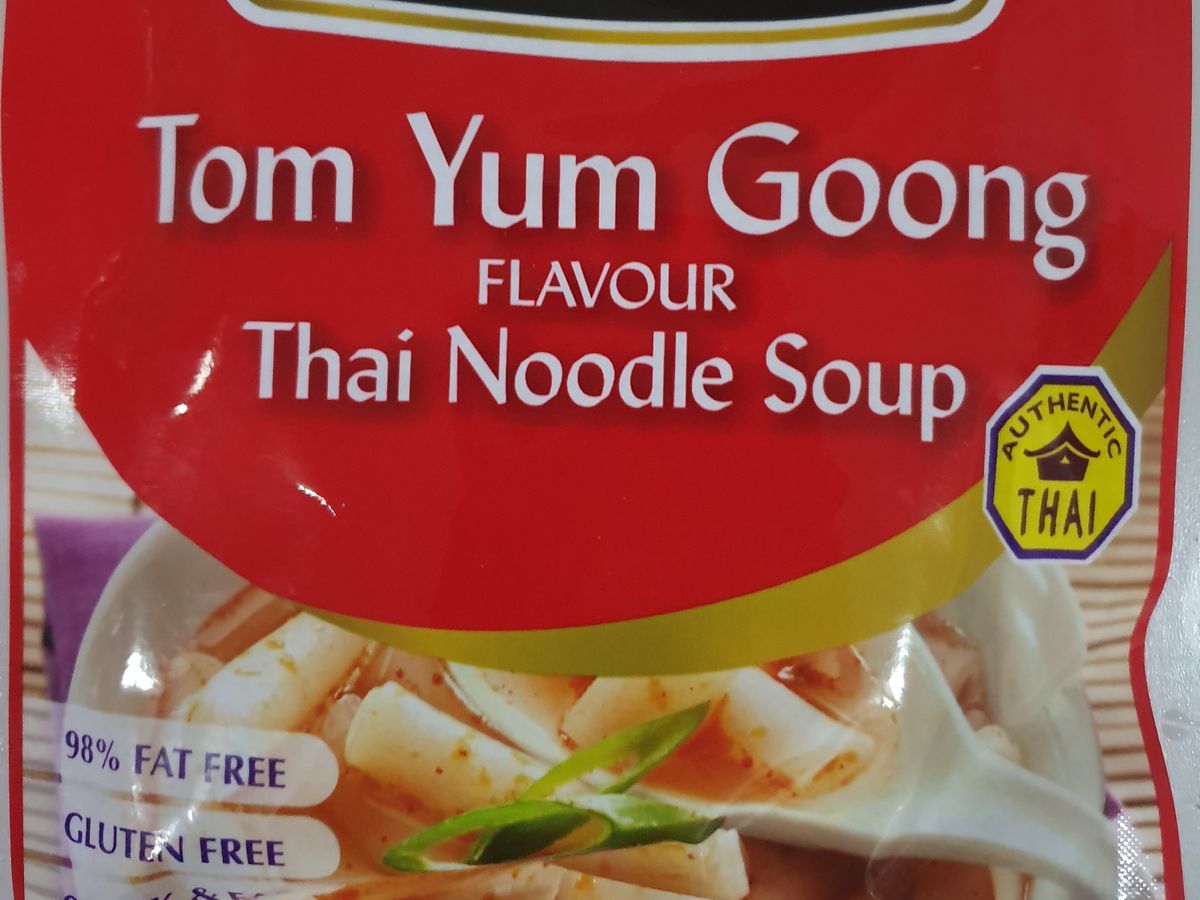 Tom Yum Goong
FLAVOUR
Thai Noodle Soup
AUTHENTIC
THAI
98% FAT FREE
GLUTEN FREE